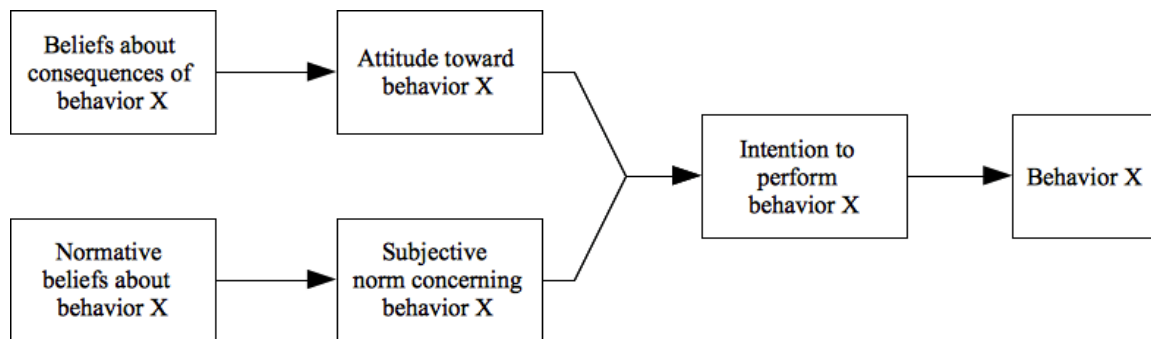 Beliefs about
consequences of
behavior X
Attitude toward
behavior X
Normative
beliefs about
behavior X
Subjective
norm concerning
behavior X
Intention to
perform
behavior X
Behavior X